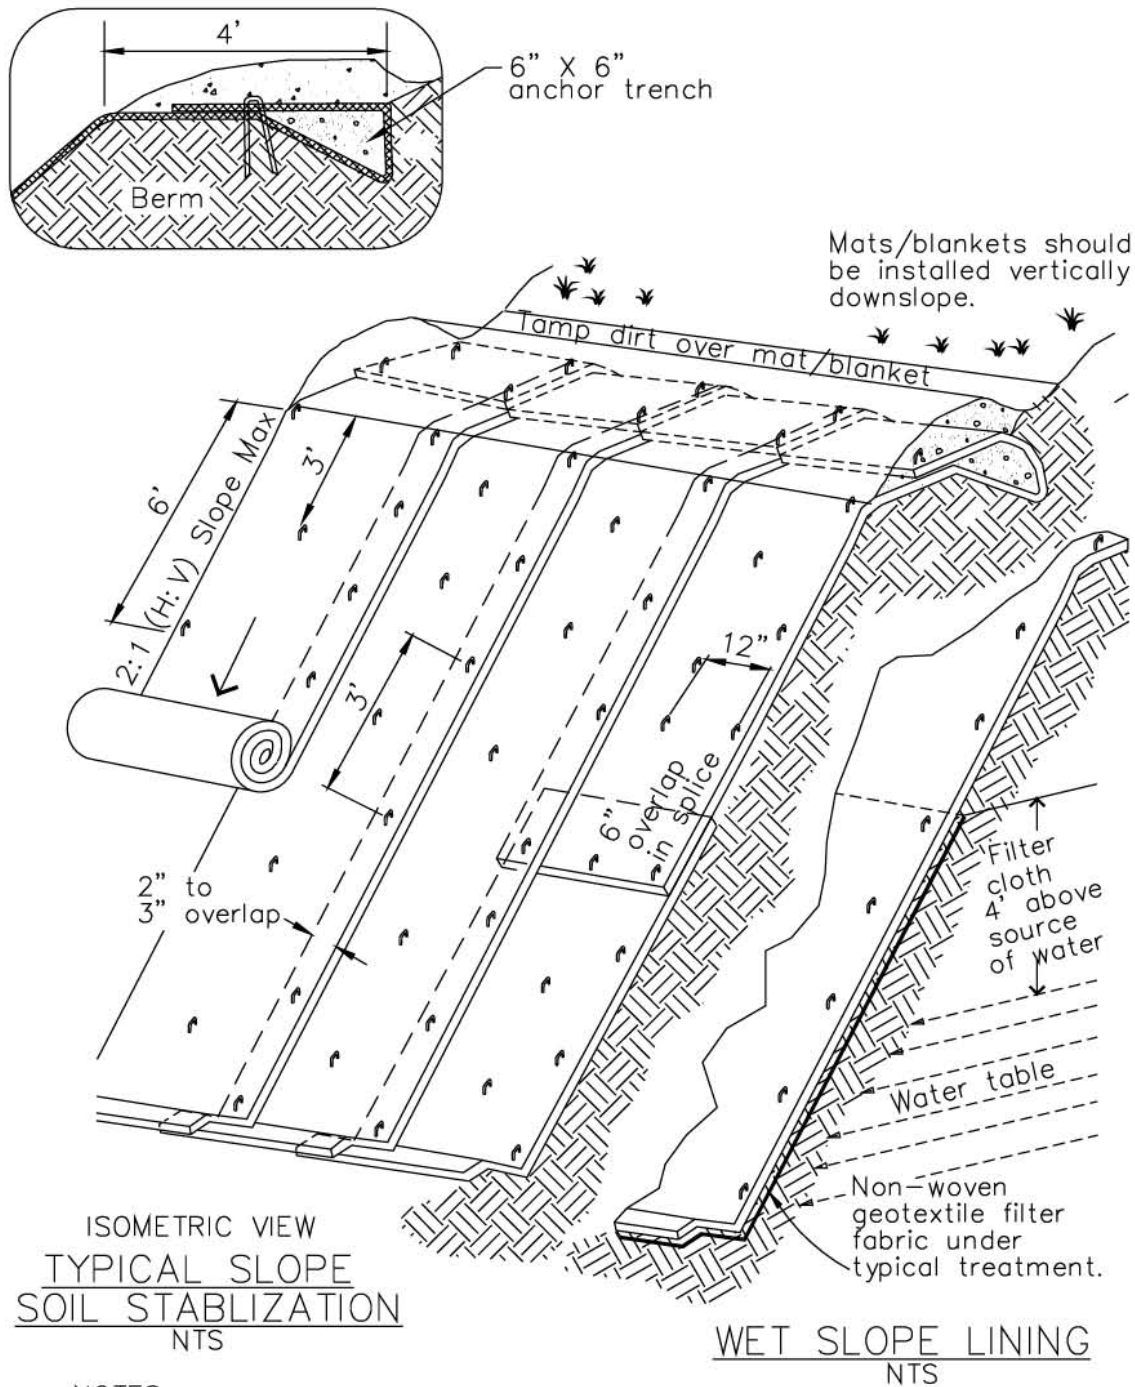 4'
6" X 6"
anchor trench
Berm
Mats/blankets should
be installed vertically
downslope.
Tamp dirt over mat/blanket
6'
2:1 (H:V) Slope Max
3'
3'
12"
6"
overlap
in splice
2" to
3" overlap
Filter
cloth
4' above
source
of water
Water table
Non-woven
geotextile filter
fabric under
typical treatment.
ISOMETRIC VIEW
TYPICAL SLOPE
SOIL STABLIZATION
NTS
WET SLOPE LINING
NTS